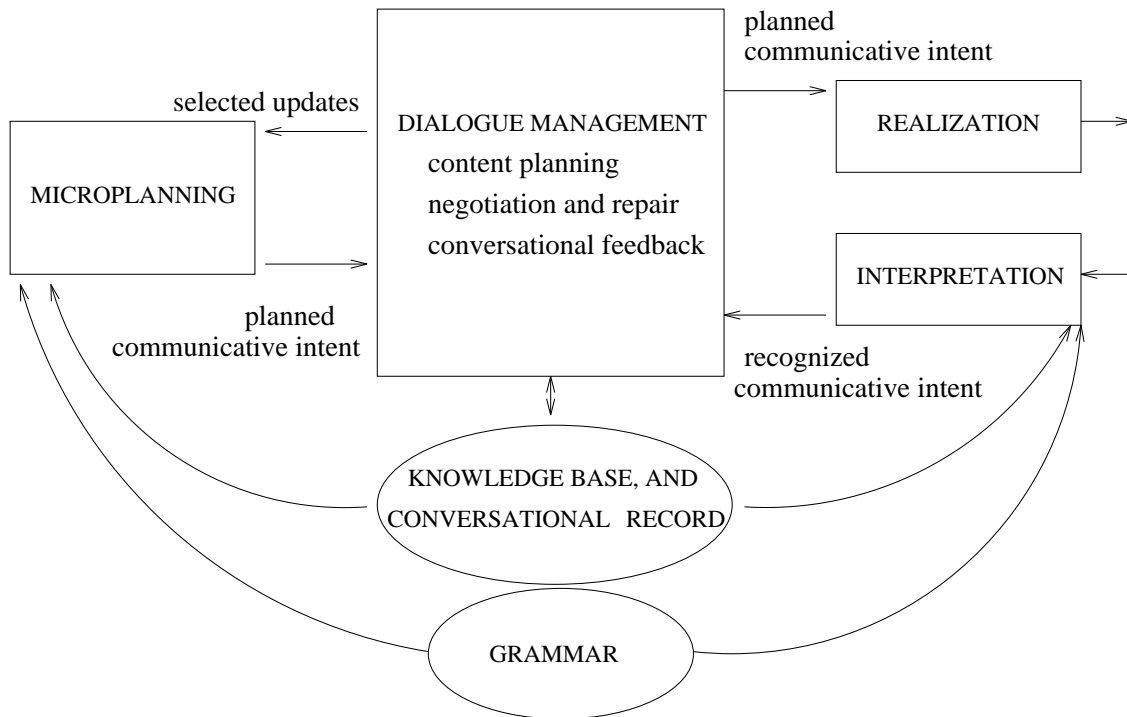 planned
communicative intent
selected updates
REALIZATION
DIALOGUE MANAGEMENT
content planning
negotiation and repair
conversational feedback
MICROPLANNING
INTERPRETATION
planned
communicative intent
recognized
communicative intent
KNOWLEDGE BASE, AND
CONVERSATIONAL RECORD
GRAMMAR